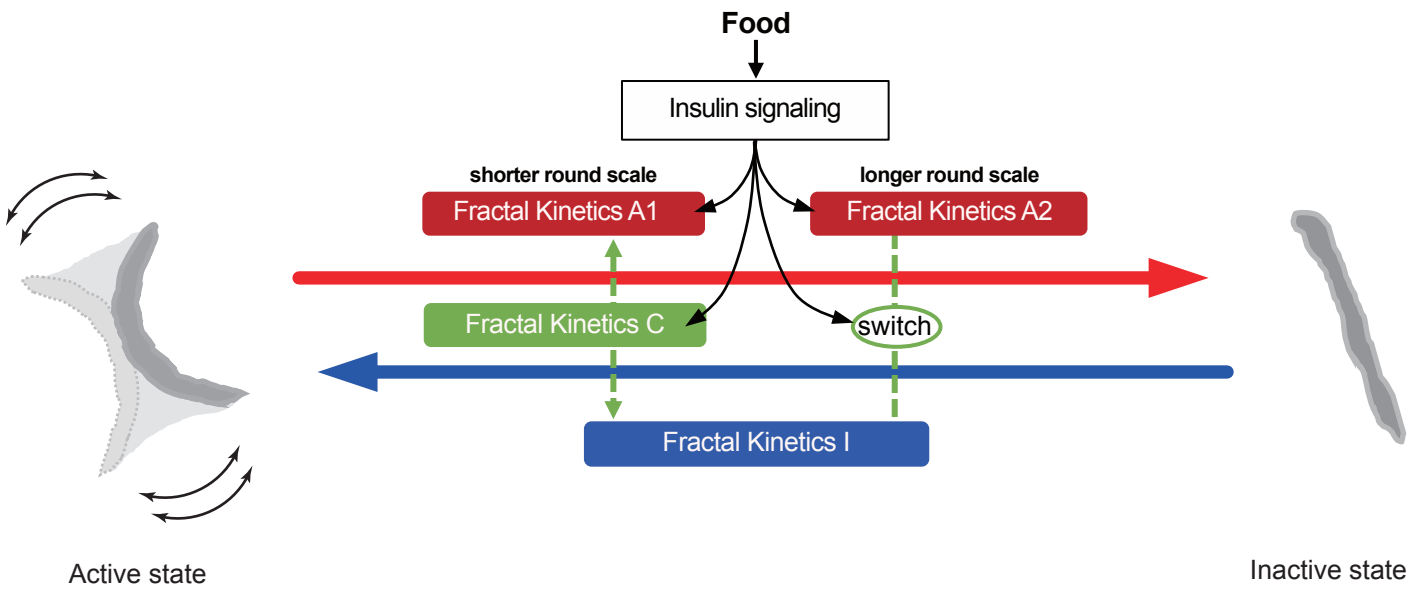 Food
Insulin signaling
shorter round scale
longer round scale
Fractal Kinetics A1
Fractal Kinetics A2
Fractal Kinetics C
switch
Fractal Kinetics I
Active state
Inactive state